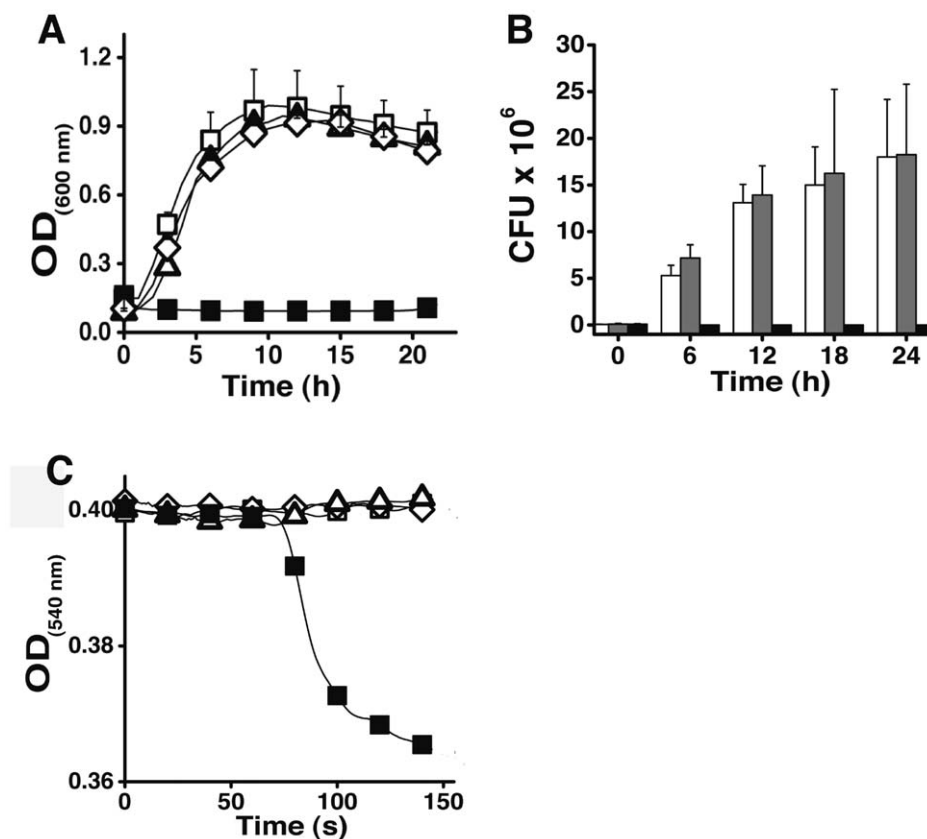 A
OD(600 nm)
1.2
0.9
0.6
0.3
0.0
0 5 10 15 20
Time (h)
B
CFU x 10^6
30
25
20
15
10
5
0
0 6 12 18 24
Time (h)
C
OD(540 nm)
0.40
0.38
0.36
0 50 100 150
Time (s)